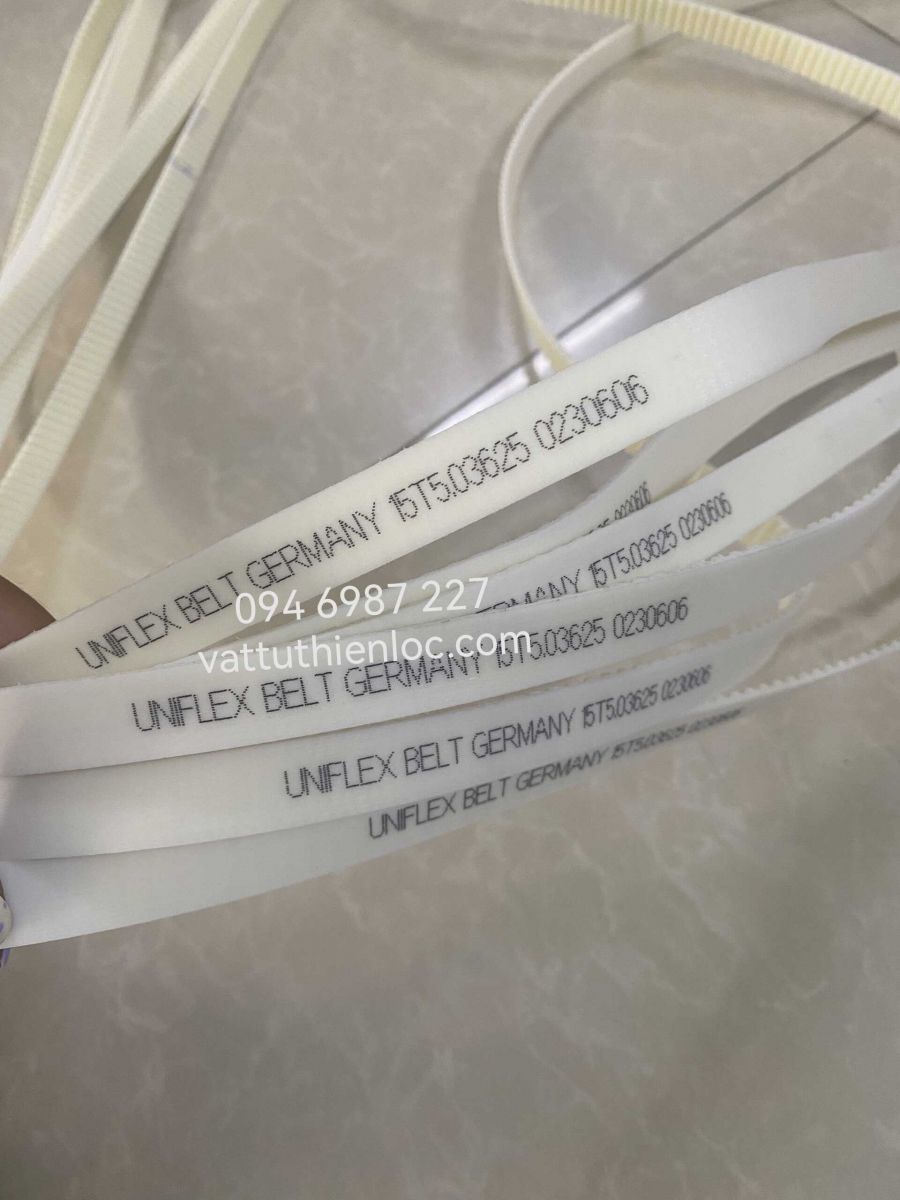 UNIFLEX BELT GERMANY 15T5.03625 0230606
0230606
GERMANY 15T5.03625 0230606
094 6987 227
vattuthienloc.com
UNIFLEX BELT GERMANY 15T5.03625 0230606
UNIFLEX BELT GERMANY 15T5.03625 0230606
UNIFLEX BELT GERMANY 15T5.03625 0230606